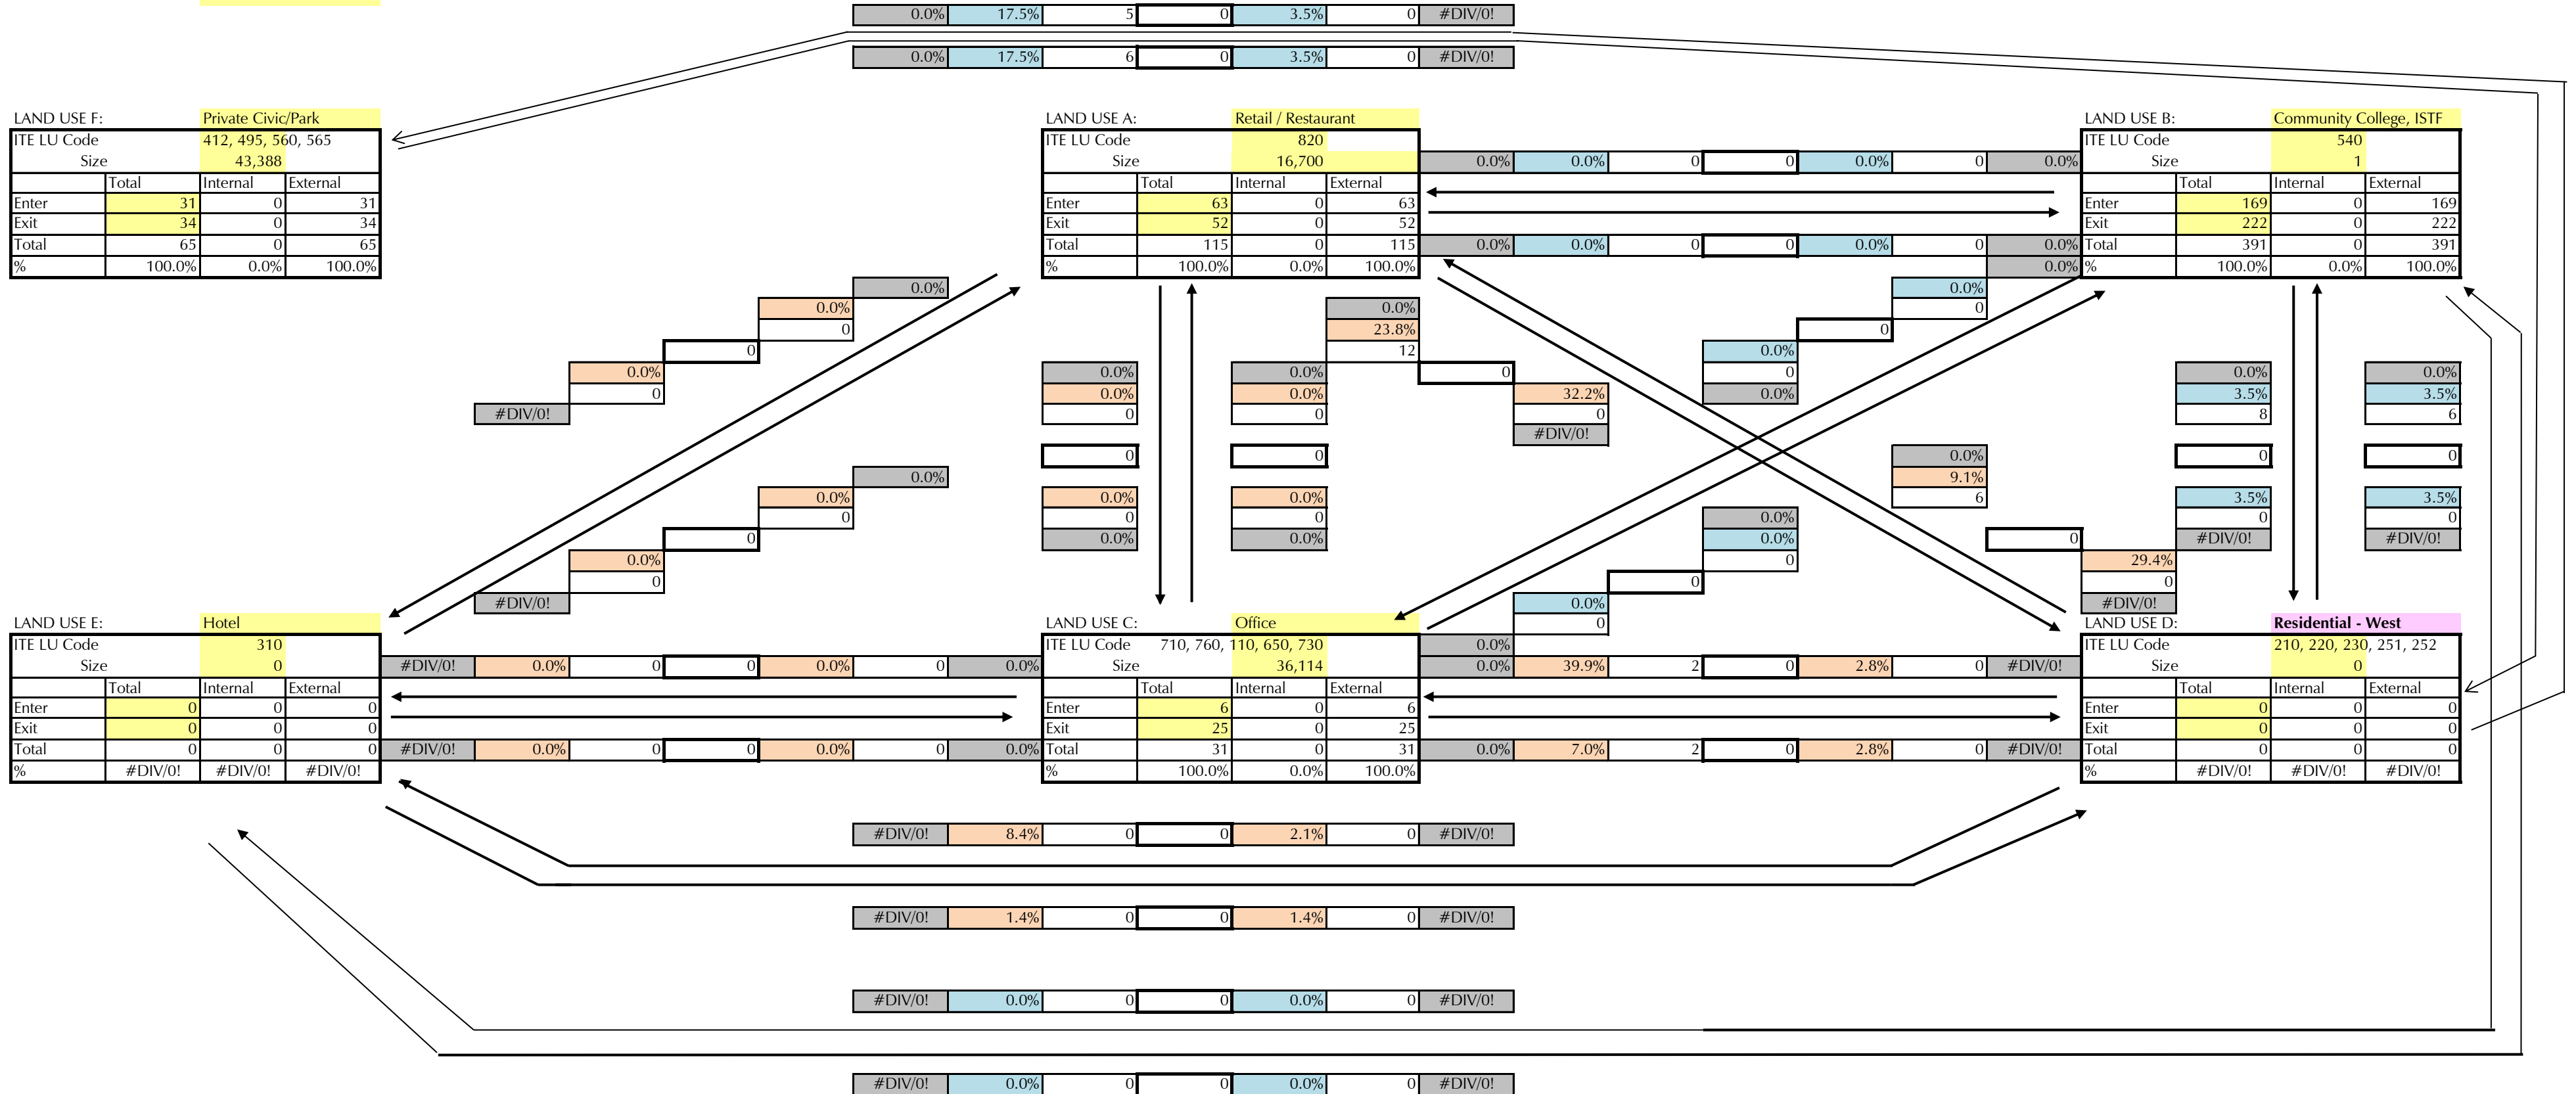 0.0% 17.5% 5 0 3.5% 0 #DIV/0!
0.0% 17.5% 6 0 3.5% 0 #DIV/0!
LAND USE F: Private Civic/Park
ITE LU Code 412, 495, 560, 565
Size 43,388
Total Internal External
Enter 31 0 31
Exit 34 0 34
Total 65 0 65
% 100.0% 0.0% 100.0%
LAND USE A: Retail / Restaurant
ITE LU Code 820
Size 16,700
Total Internal External
Enter 63 0 63
Exit 52 0 52
Total 115 0 115
% 100.0% 0.0% 100.0%
0.0% 0.0% 0 0 0.0% 0 0.0%
0.0% 0.0% 0 0 0.0% 0 0.0%
LAND USE B: Community College, ISTF
ITE LU Code 540
Size 1
Total Internal External
Enter 169 0 169
Exit 222 0 222
Total 391 0 391
% 100.0% 0.0% 100.0%
0.0%
0.0%
0
0
0.0%
0
#DIV/0!
0.0%
0.0%
0
0
0.0%
0
#DIV/0!
0.0%
0.0%
0
0
0.0%
0
0.0%
0.0%
0.0%
0
0
0.0%
0
0.0%
0.0%
23.8%
12
0
32.2%
0
#DIV/0!
0.0%
0.0%
0
0
0.0%
0
0.0%
0.0%
0.0%
0
0
0.0%
0
0.0%
0.0%
9.1%
6
0
29.4%
0
#DIV/0!
0.0%
3.5%
8
0
3.5%
0
#DIV/0!
0.0%
3.5%
6
0
3.5%
0
#DIV/0!
LAND USE E: Hotel
ITE LU Code 310
Size 0
Total Internal External
Enter 0 0 0
Exit 0 0 0
Total 0 0 0
% #DIV/0! #DIV/0! #DIV/0!
#DIV/0! 0.0% 0 0 0.0% 0 0.0%
#DIV/0! 0.0% 0 0 0.0% 0 0.0%
LAND USE C: Office
ITE LU Code 710, 760, 110, 650, 730
Size 36,114
Total Internal External
Enter 6 0 6
Exit 25 0 25
Total 31 0 31
% 100.0% 0.0% 100.0%
0.0% 39.9% 2 0 2.8% 0 #DIV/0!
0.0% 7.0% 2 0 2.8% 0 #DIV/0!
LAND USE D: Residential - West
ITE LU Code 210, 220, 230, 251, 252
Size 0
Total Internal External
Enter 0 0 0
Exit 0 0 0
Total 0 0 0
% #DIV/0! #DIV/0! #DIV/0!
#DIV/0! 8.4% 0 0 2.1% 0 #DIV/0!
#DIV/0! 1.4% 0 0 1.4% 0 #DIV/0!
#DIV/0! 0.0% 0 0 0.0% 0 #DIV/0!
#DIV/0! 0.0% 0 0 0.0% 0 #DIV/0!